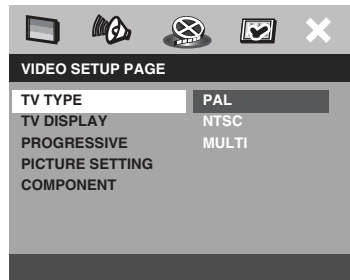 VIDEO SETUP PAGE
TV TYPE PAL
TV DISPLAY NTSC
PROGRESSIVE MULTI
PICTURE SETTING
COMPONENT